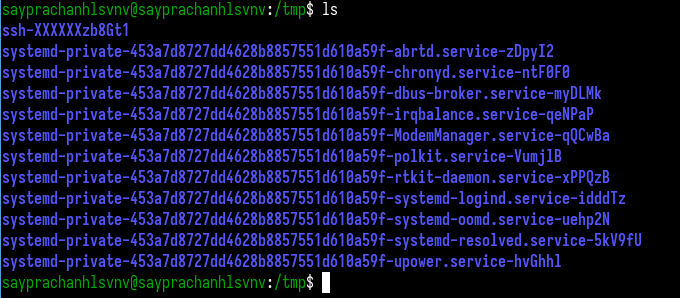 sayprachanhlsvnv@sayprachanhlsvnv:/tmp$ ls
ssh-XXXXXXzb8Gt1
systemd-private-453a7d8727dd4628b8857551d610a59f-abrtd.service-zDpyI2
systemd-private-453a7d8727dd4628b8857551d610a59f-chronyd.service-ntF0F0
systemd-private-453a7d8727dd4628b8857551d610a59f-dbus-broker.service-myDLMk
systemd-private-453a7d8727dd4628b8857551d610a59f-irqbalance.service-qeNPaP
systemd-private-453a7d8727dd4628b8857551d610a59f-ModemManager.service-qQCwBa
systemd-private-453a7d8727dd4628b8857551d610a59f-polkit.service-VumjlB
systemd-private-453a7d8727dd4628b8857551d610a59f-rtkit-daemon.service-xPPQzB
systemd-private-453a7d8727dd4628b8857551d610a59f-systemd-logind.service-idddTz
systemd-private-453a7d8727dd4628b8857551d610a59f-systemd-oomd.service-uehp2N
systemd-private-453a7d8727dd4628b8857551d610a59f-systemd-resolved.service-5kV9fU
systemd-private-453a7d8727dd4628b8857551d610a59f-upower.service-hvGhhl
sayprachanhlsvnv@sayprachanhlsvnv:/tmp$